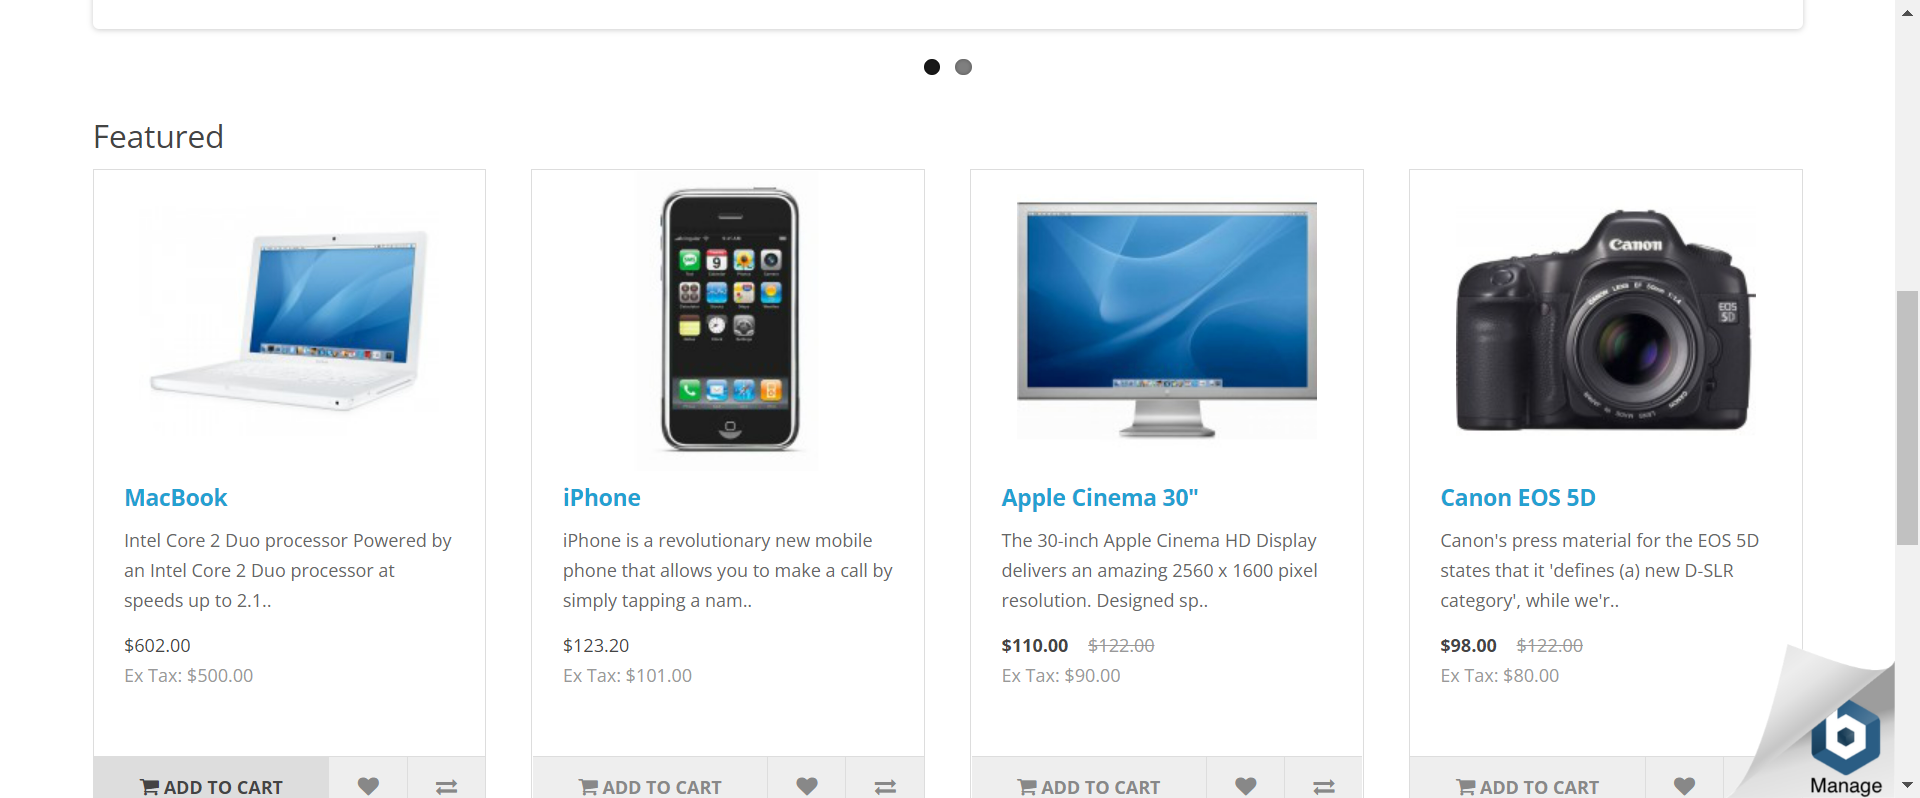 Featured
Canon
EOS
5D
MacBook
Intel Core 2 Duo processor Powered by
an Intel Core 2 Duo processor at
speeds up to 2.1..
$602.00
Ex Tax: $500.00
ADD TO CART
iPhone
iPhone is a revolutionary new mobile
phone that allows you to make a call by
simply tapping a nam..
$123.20
Ex Tax: $101.00
ADD TO CART
Apple Cinema 30"
The 30-inch Apple Cinema HD Display
delivers an amazing 2560 x 1600 pixel
resolution. Designed sp..
$110.00 $122.00
Ex Tax: $90.00
ADD TO CART
Canon EOS 5D
Canon's press material for the EOS 5D
states that it 'defines (a) new D-SLR
category', while we'r..
$98.00 $122.00
Ex Tax: $80.00
ADD TO CART
Manage